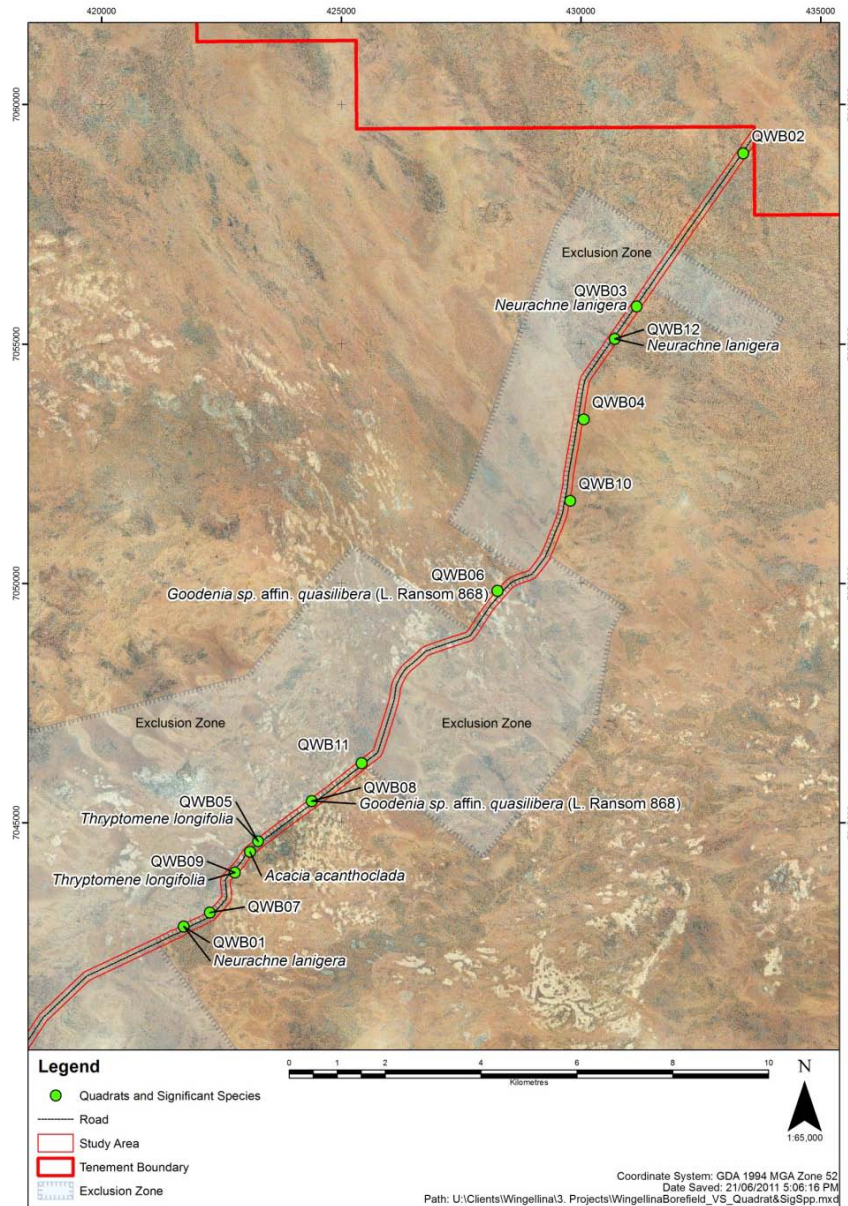 420000 425000 430000 435000
7060000
QWB02
Exclusion Zone
QWB03
Neurachne lanigera
QWB12
Neurachne lanigera
7055000
QWB04
QWB10
7050000
QWB06
Goodenia sp. affin. quasilibera (L. Ransom 868)
Exclusion Zone
Exclusion Zone
QWB11
QWB08
Goodenia sp. affin. quasilibera (L. Ransom 868)
QWB05
Thryptomene longifolia
7045000
QWB09
Thryptomene longifolia
Acacia acanthoclada
QWB07
QWB01
Neurachne lanigera
Legend
Quadrats and Significant Species
Road
Study Area
Tenement Boundary
Exclusion Zone
0 1 2 4 6 8 10
Kilometres
N
1:65,000
Coordinate System: GDA 1994 MGA Zone 52
Date Saved: 21/06/2011 5:06:16 PM
Path: U:\Clients\Wingellina\3. Projects\WingellinaBorefield_VS_Quadrat&SigSpp.mxd